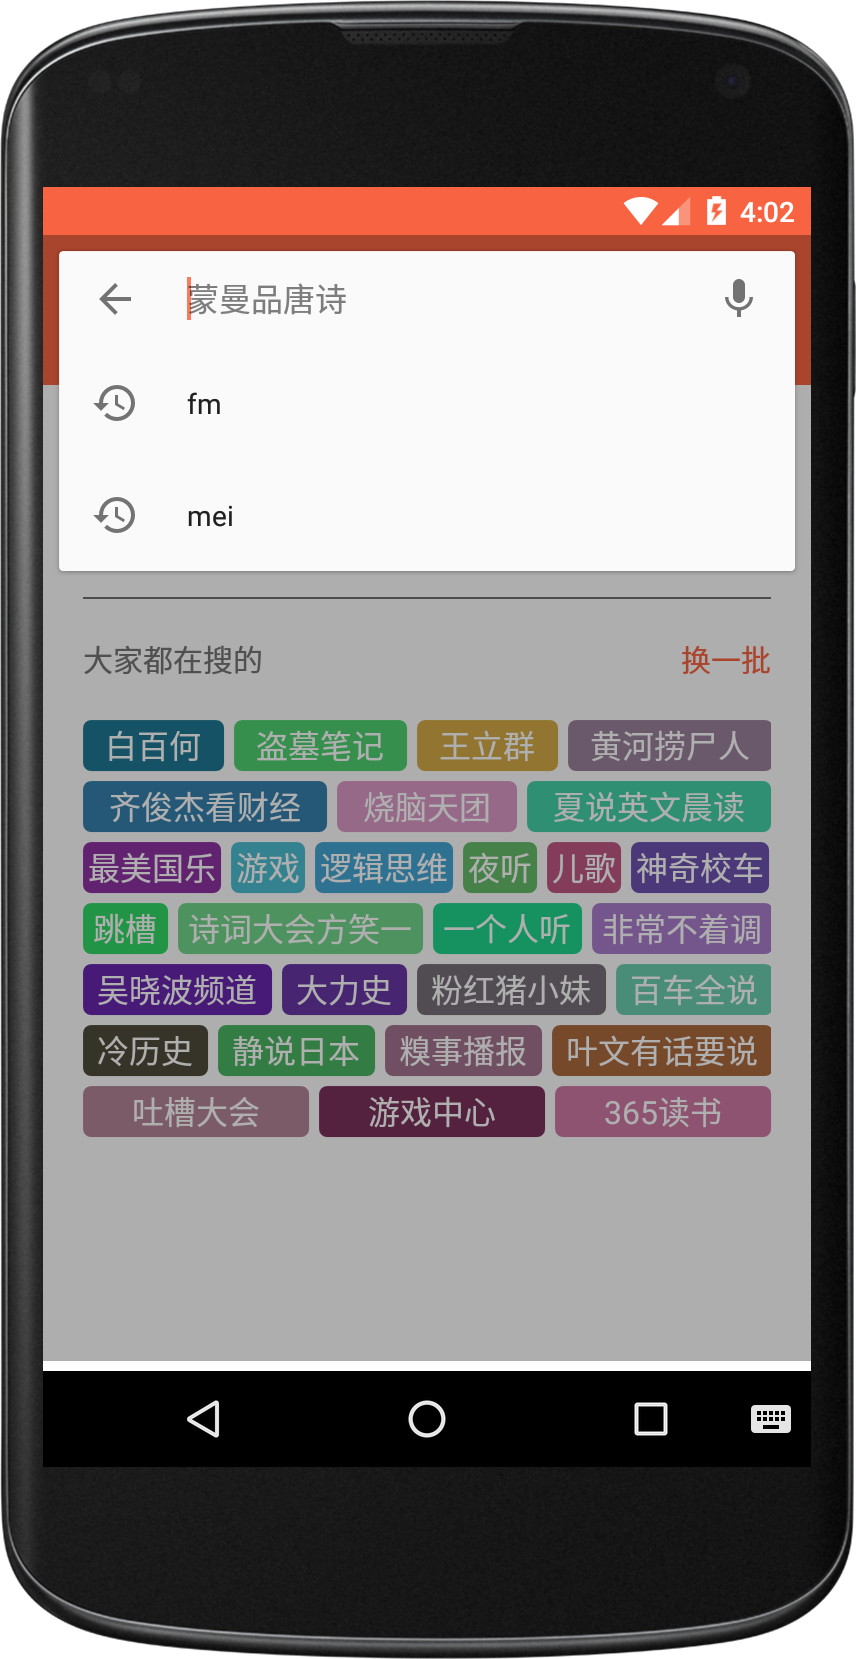 4:02
蒙曼品唐诗
fm
mei
大家都在搜的 换一批
白百何 盗墓笔记 王立群 黄河捞尸人
齐俊杰看财经 烧脑天团 夏说英文晨读
最美国乐 游戏 逻辑思维 夜听 儿歌 神奇校车
跳槽 诗词大会方笑一 一个人听 非常不着调
吴晓波频道 大力史 粉红猪小妹 百车全说
冷历史 静说日本 糗事播报 叶文有话要说
吐槽大会 游戏中心 365读书